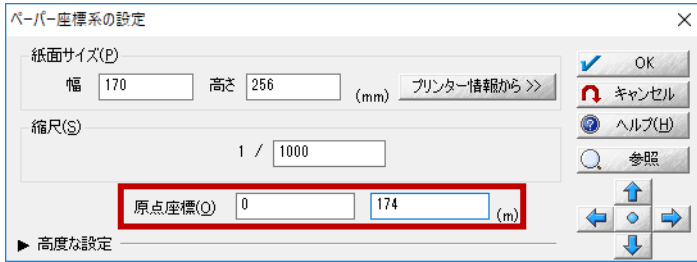 ペーパー座標系の設定
紙面サイズ(P)
幅 170 高さ 256 (mm) プリンター情報から >>
縮尺(S)
1 / 1000
原点座標(O) 0 174 (m)
▶ 高度な設定
OK
キャンセル
ヘルプ(H)
参照